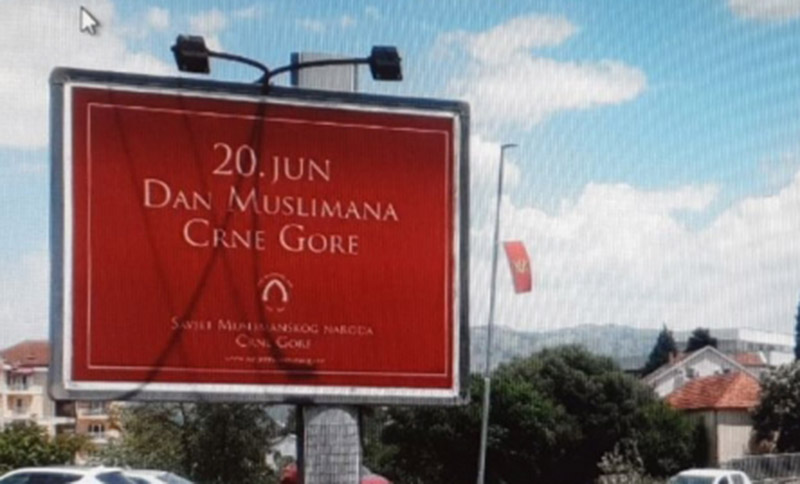 20. JUN
DAN MUSLIMANA
CRNE GORE
SAVJET MUSLIMANSKOG NARODA
CRNE GORE